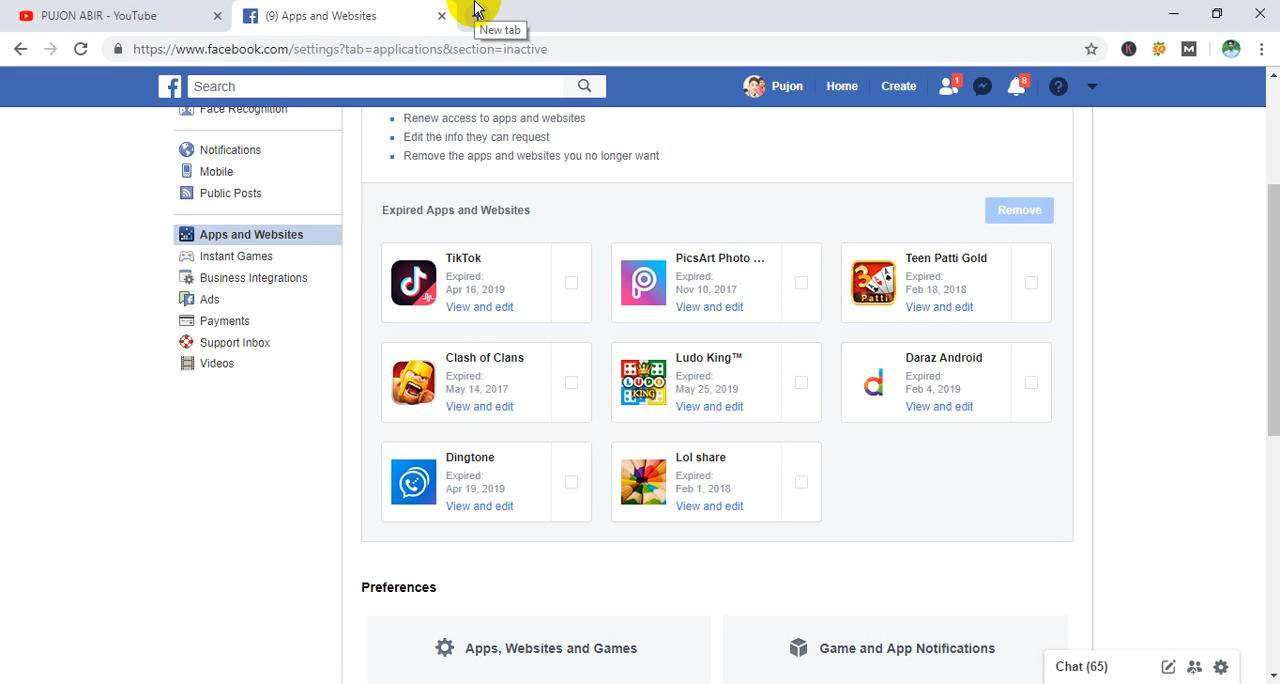 PUJON ABIR - YouTube
(9) Apps and Websites
New tab
https://www.facebook.com/settings?tab=applications&section=inactive
Search
Pujon
Home
Create
1
8
Face Recognition
Notifications
Mobile
Public Posts
Apps and Websites
Instant Games
Business Integrations
Ads
Payments
Support Inbox
Videos
Renew access to apps and websites
Edit the info they can request
Remove the apps and websites you no longer want
Expired Apps and Websites
Remove
TikTok
Expired:
Apr 16, 2019
View and edit
PicsArt Photo ...
Expired:
Nov 10, 2017
View and edit
3
Patti
Teen Patti Gold
Expired:
Feb 18, 2018
View and edit
Clash of Clans
Expired:
May 14, 2017
View and edit
LUDO
KING
Ludo King™
Expired:
May 25, 2019
View and edit
Daraz Android
Expired:
Feb 4, 2019
View and edit
Dingtone
Expired:
Apr 19, 2019
View and edit
Lol share
Expired:
Feb 1, 2018
View and edit
Preferences
Apps, Websites and Games
Game and App Notifications
Chat (65)